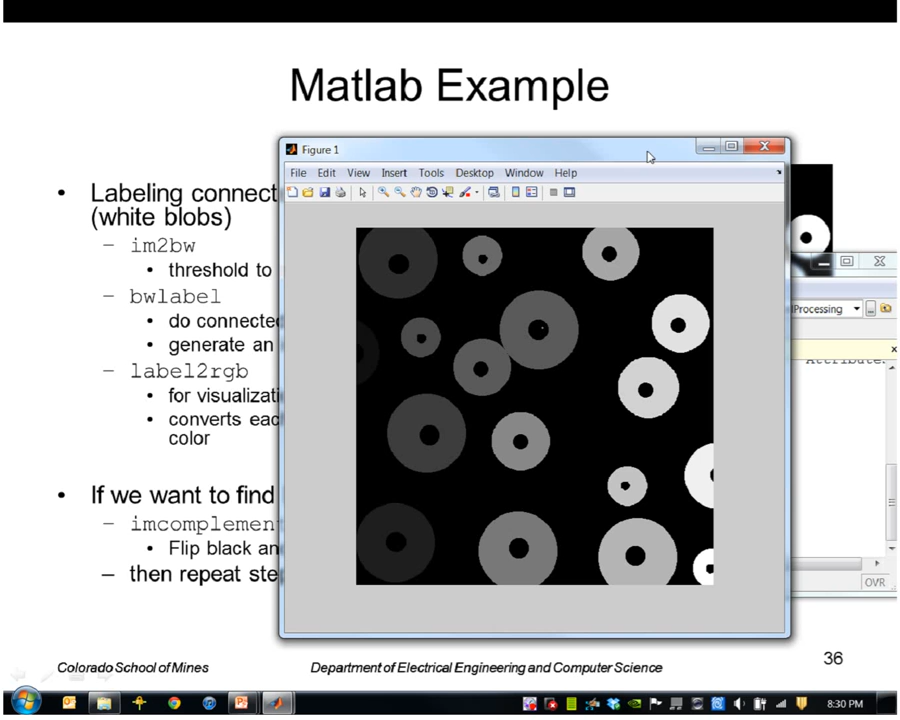 Matlab Example
Figure 1
File Edit View Insert Tools Desktop Window Help
• Labeling connect
(white blobs)
– im2bw
• threshold to
– bwlabel
• do connected
• generate an
– label2rgb
• for visualizati
• converts eac
color
• If we want to find
– imcomplemen
• Flip black an
– then repeat ste
Processing
OVR
Colorado School of Mines
Department of Electrical Engineering and Computer Science
36
8:30 PM